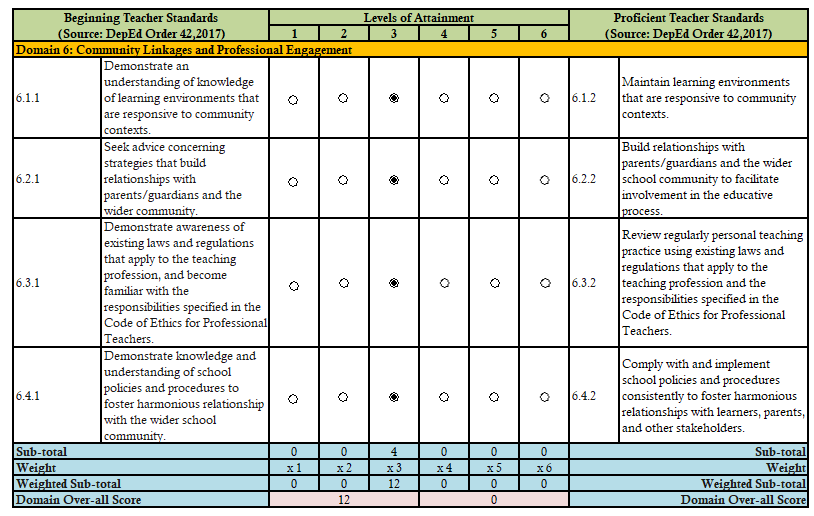 Beginning Teacher Standards
(Source: DepEd Order 42,2017)
Levels of Attainment
1 2 3 4 5 6
Proficient Teacher Standards
(Source: DepEd Order 42,2017)
Domain 6: Community Linkages and Professional Engagement
6.1.1
Demonstrate an
understanding of knowledge
of learning environments that
are responsive to community
contexts.
6.1.2
Maintain learning environments
that are responsive to community
contexts.
6.2.1
Seek advice concerning
strategies that build
relationships with
parents/guardians and the
wider community.
6.2.2
Build relationships with
parents/guardians and the wider
school community to facilitate
involvement in the educative
process.
6.3.1
Demonstrate awareness of
existing laws and regulations
that apply to the teaching
profession, and become
familiar with the
responsibilities specified in the
Code of Ethics for Professional
Teachers.
6.3.2
Review regularly personal teaching
practice using existing laws and
regulations that apply to the
teaching profession and the
responsibilities specified in the
Code of Ethics for Professional
Teachers.
6.4.1
Demonstrate knowledge and
understanding of school
policies and procedures to
foster harmonious relationship
with the wider school
community.
6.4.2
Comply with and implement
school policies and procedures
consistently to foster harmonious
relationships with learners, parents,
and other stakeholders.
Sub-total 0 0 4 0 0 0 Sub-total
Weight x 1 x 2 x 3 x 4 x 5 x 6 Weight
Weighted Sub-total 0 0 12 0 0 0 Weighted Sub-total
Domain Over-all Score 12 0 Domain Over-all Score